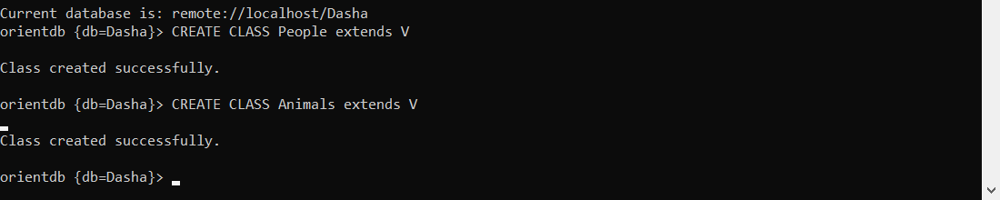 Current database is: remote://localhost/Dasha
orientdb {db=Dasha}> CREATE CLASS People extends V
Class created successfully.
orientdb {db=Dasha}> CREATE CLASS Animals extends V
Class created successfully.
orientdb {db=Dasha}>